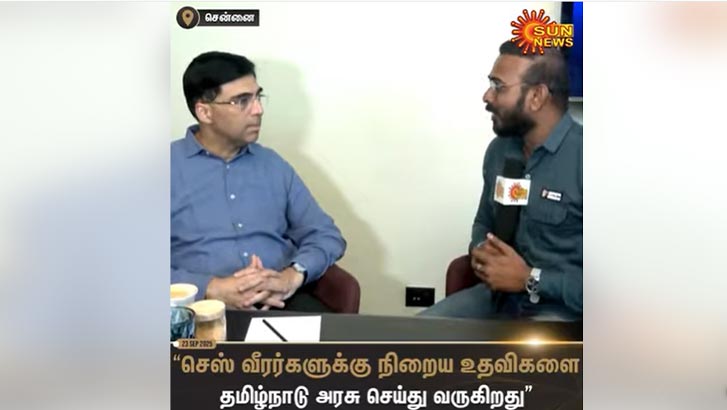 சென்னை
SUN
NEWS
23 SEP 2025
“செஸ் வீரர்களுக்கு நிறைய உதவிகளை
தமிழ்நாடு அரசு செய்து வருகிறது”